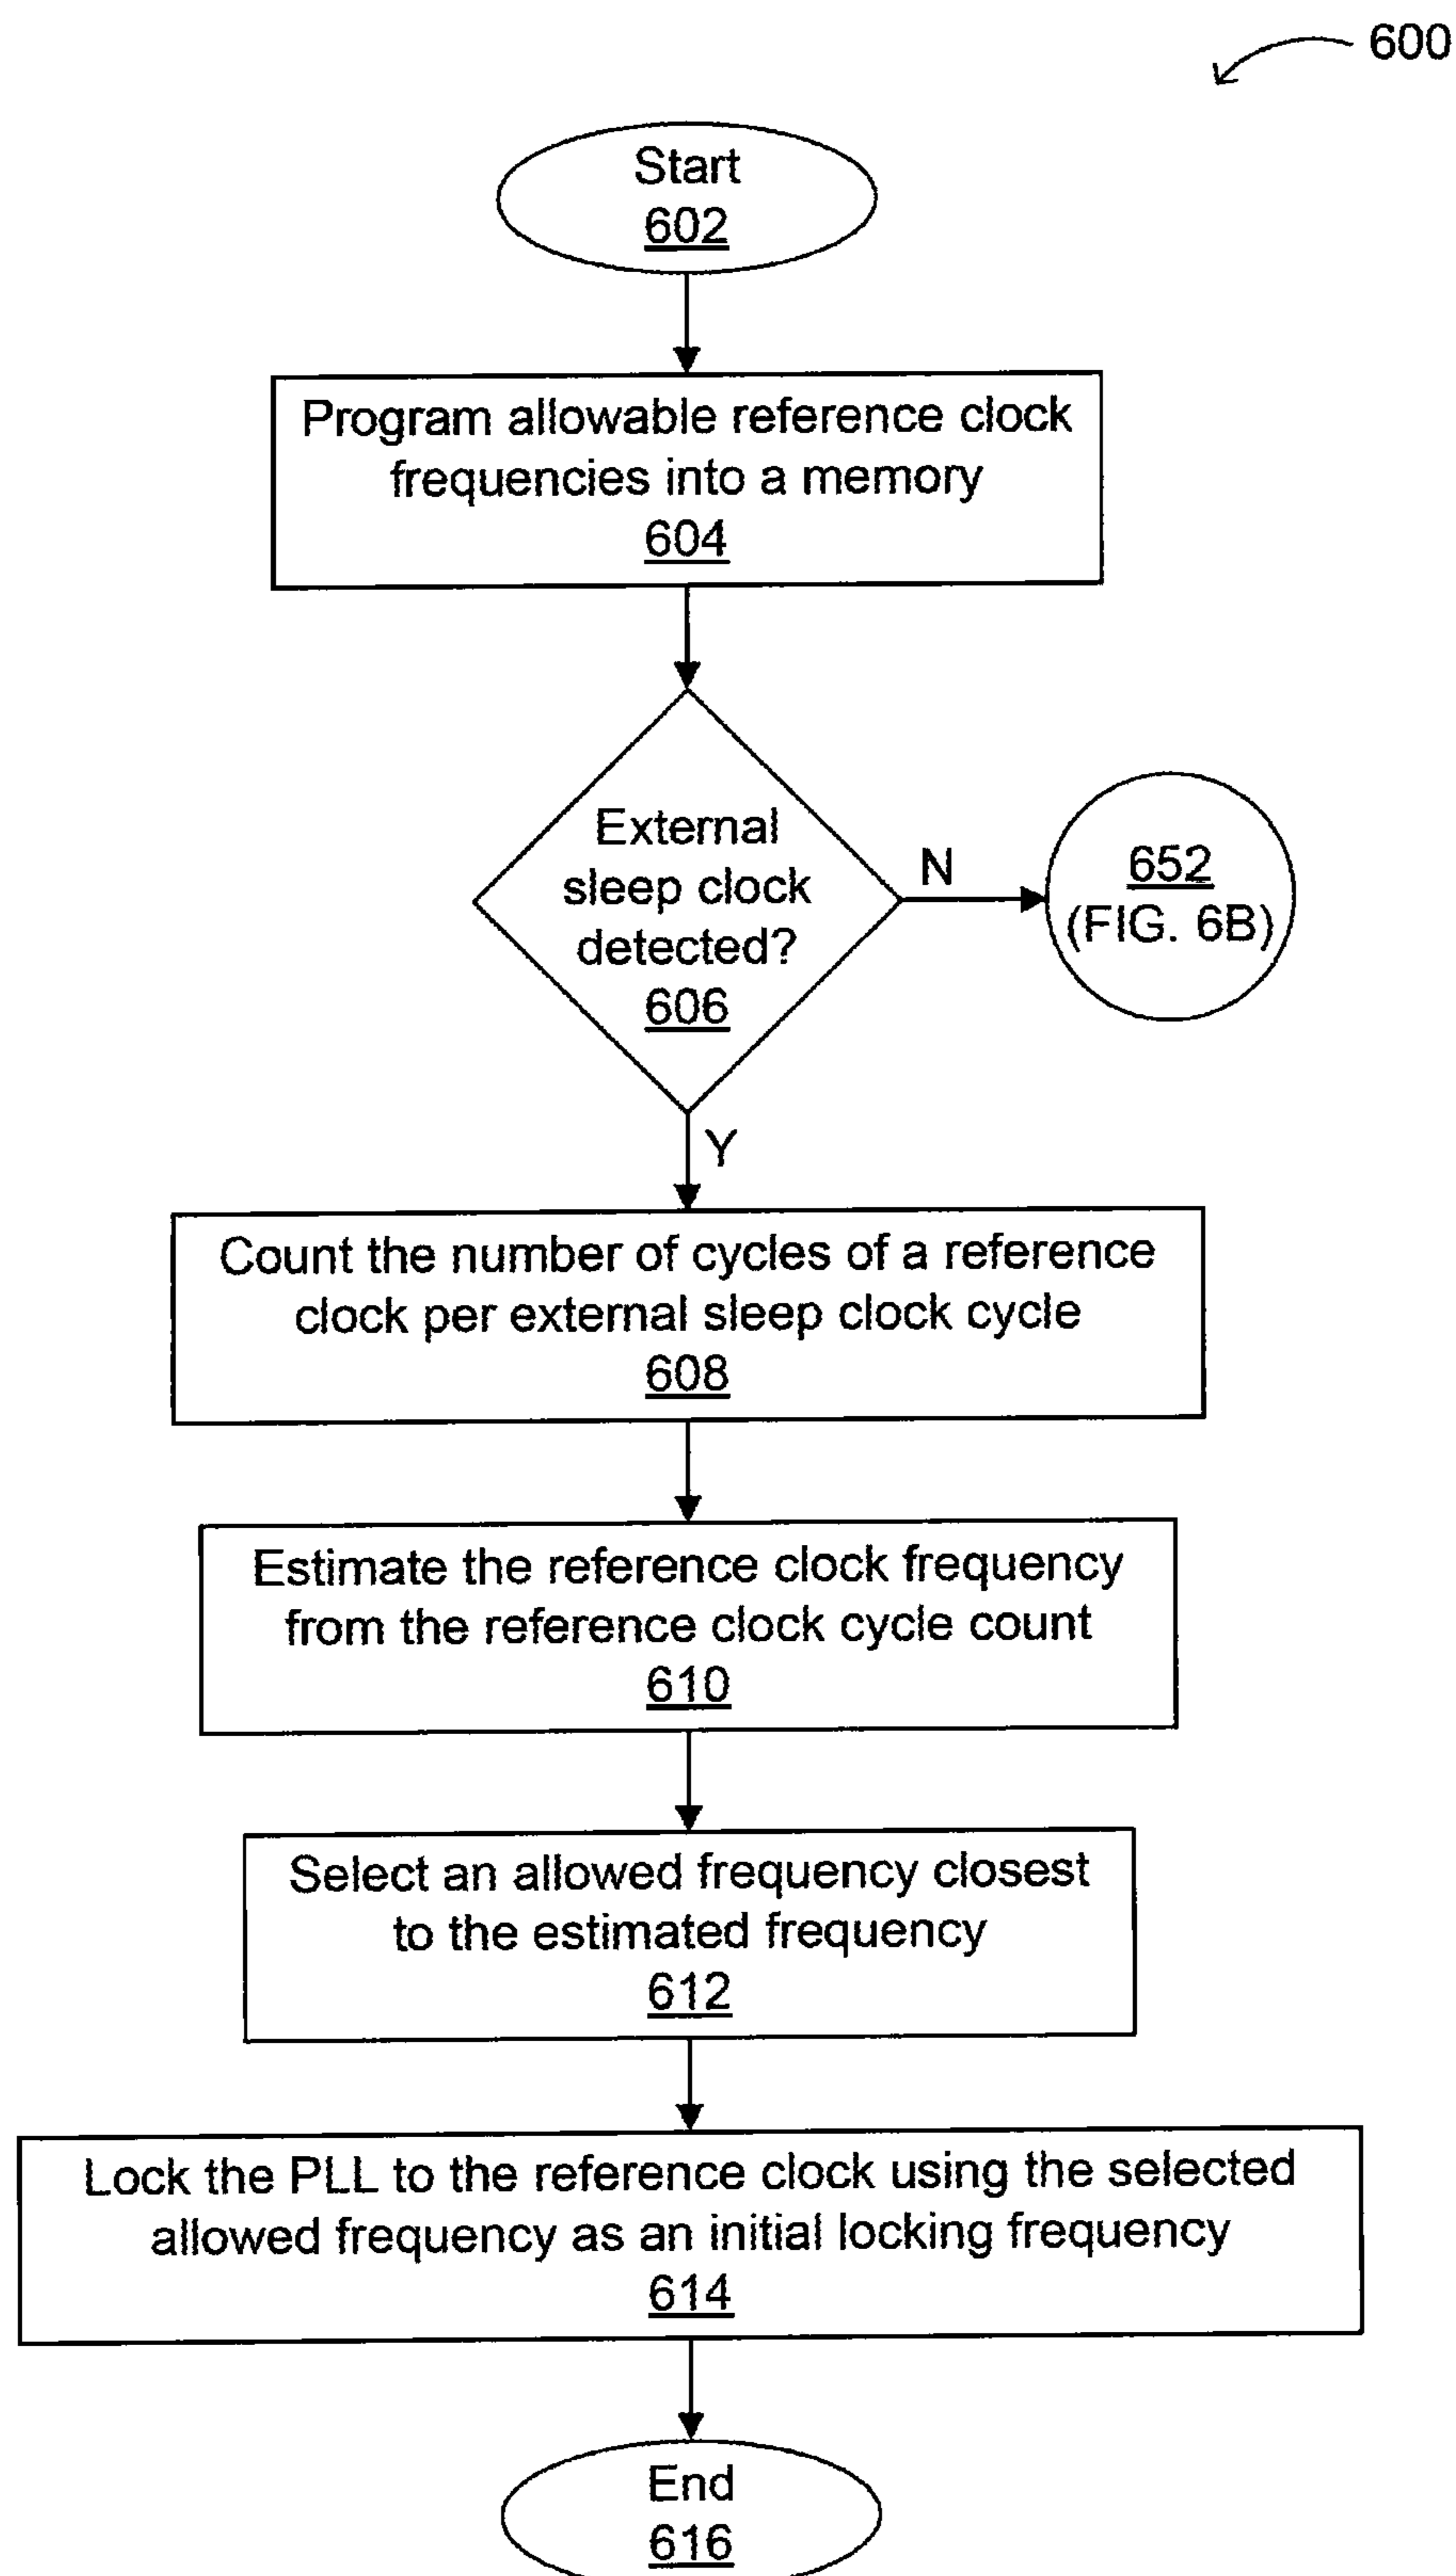 600
Start
602
Program allowable reference clock
frequencies into a memory
604
External
sleep clock
detected?
606
N
652
(FIG. 6B)
Y
Count the number of cycles of a reference
clock per external sleep clock cycle
608
Estimate the reference clock frequency
from the reference clock cycle count
610
Select an allowed frequency closest
to the estimated frequency
612
Lock the PLL to the reference clock using the selected
allowed frequency as an initial locking frequency
614
End
616